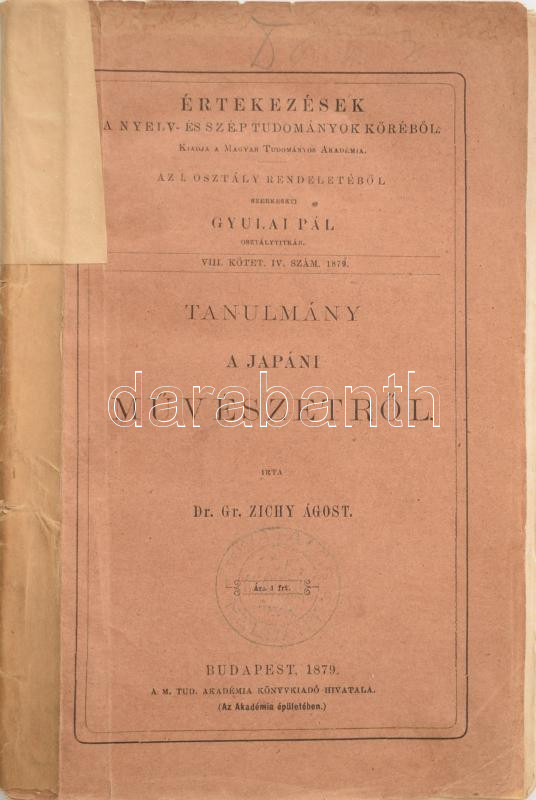 ÉRTEKEZÉSEK
A NYELV- ÉS SZÉPTUDOMÁNYOK KÖRÉBŐL.
KIADJA A MAGYAR TUDOMÁNYOS AKADÉMIA.
AZ I. OSZTÁLY RENDELETÉBŐL
SZERKESZTI
GYULAI PÁL
OSZTÁLYTITKÁR.
VIII. KÖTET. IV. SZÁM. 1879.
TANULMÁNY
A JAPÁNI
MŰVÉSZETRŐL.
darabanth
IRTA
Dr. Gr. ZICHY ÁGOST.
Ára 1 frt.
BUDAPEST, 1879.
A. M. TUD. AKADÉMIA KÖNYVKIADÓ HIVATALA.
(Az Akadémia épületében.)